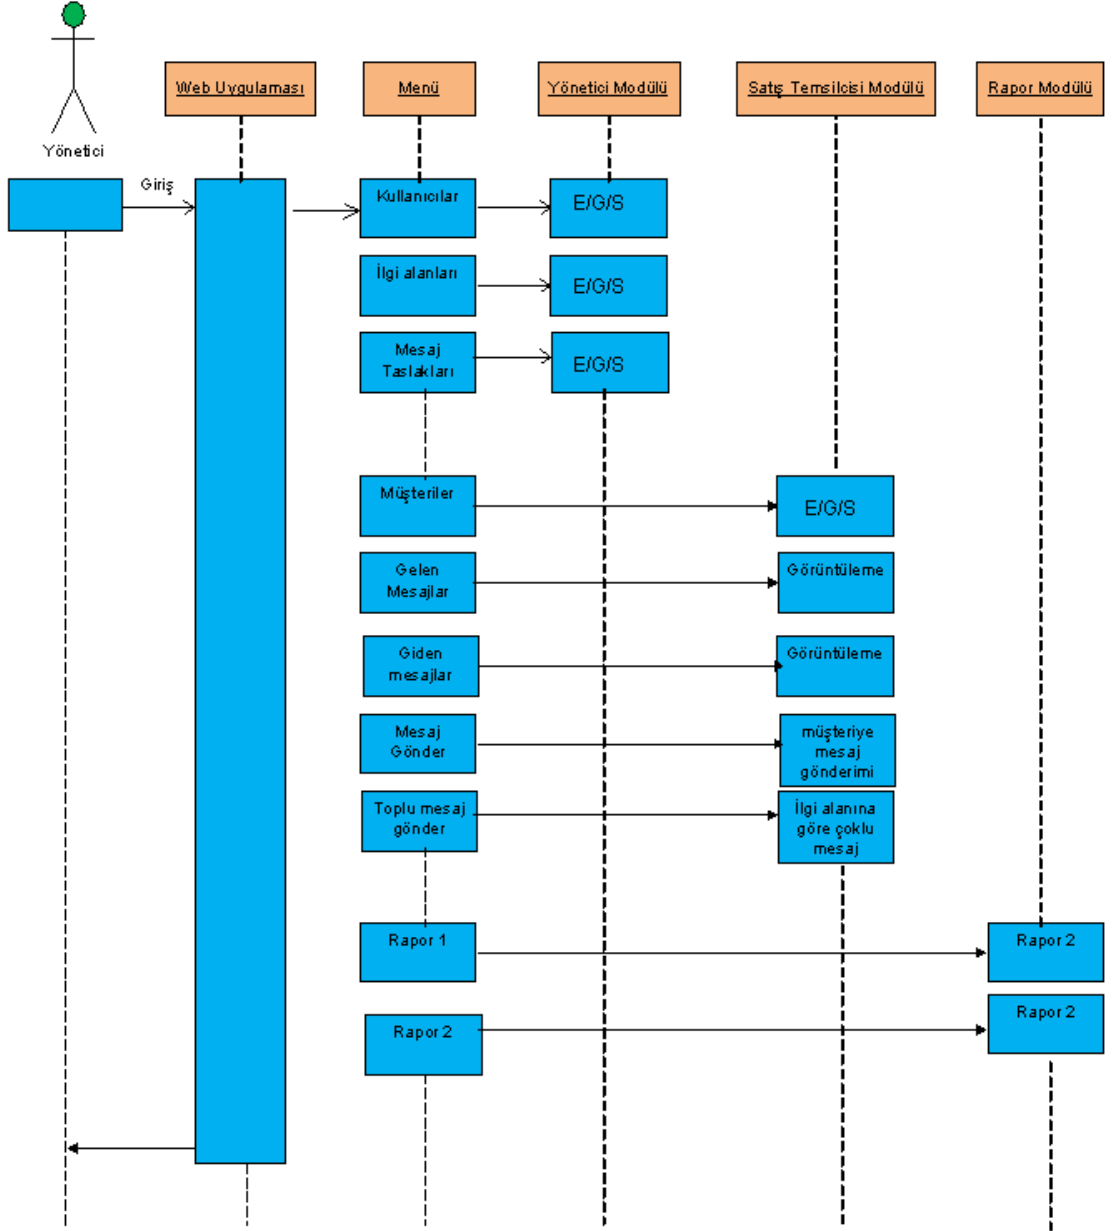 Yönetici
Web Uygulaması
Menü
Yönetici Modülü
Satış Temsilcisi Modülü
Rapor Modülü
Giriş
Kullanıcılar
E/G/S
İlgi alanları
E/G/S
Mesaj
Taslakları
E/G/S
Müşteriler
E/G/S
Gelen
Mesajlar
Görüntüleme
Giden
mesajlar
Görüntüleme
Mesaj
Gönder
müşteriye
mesaj
gönderimi
Toplu mesaj
gönder
İlgi alanına
göre çoklu
mesaj
Rapor 1
Rapor 2
Rapor 2
Rapor 2